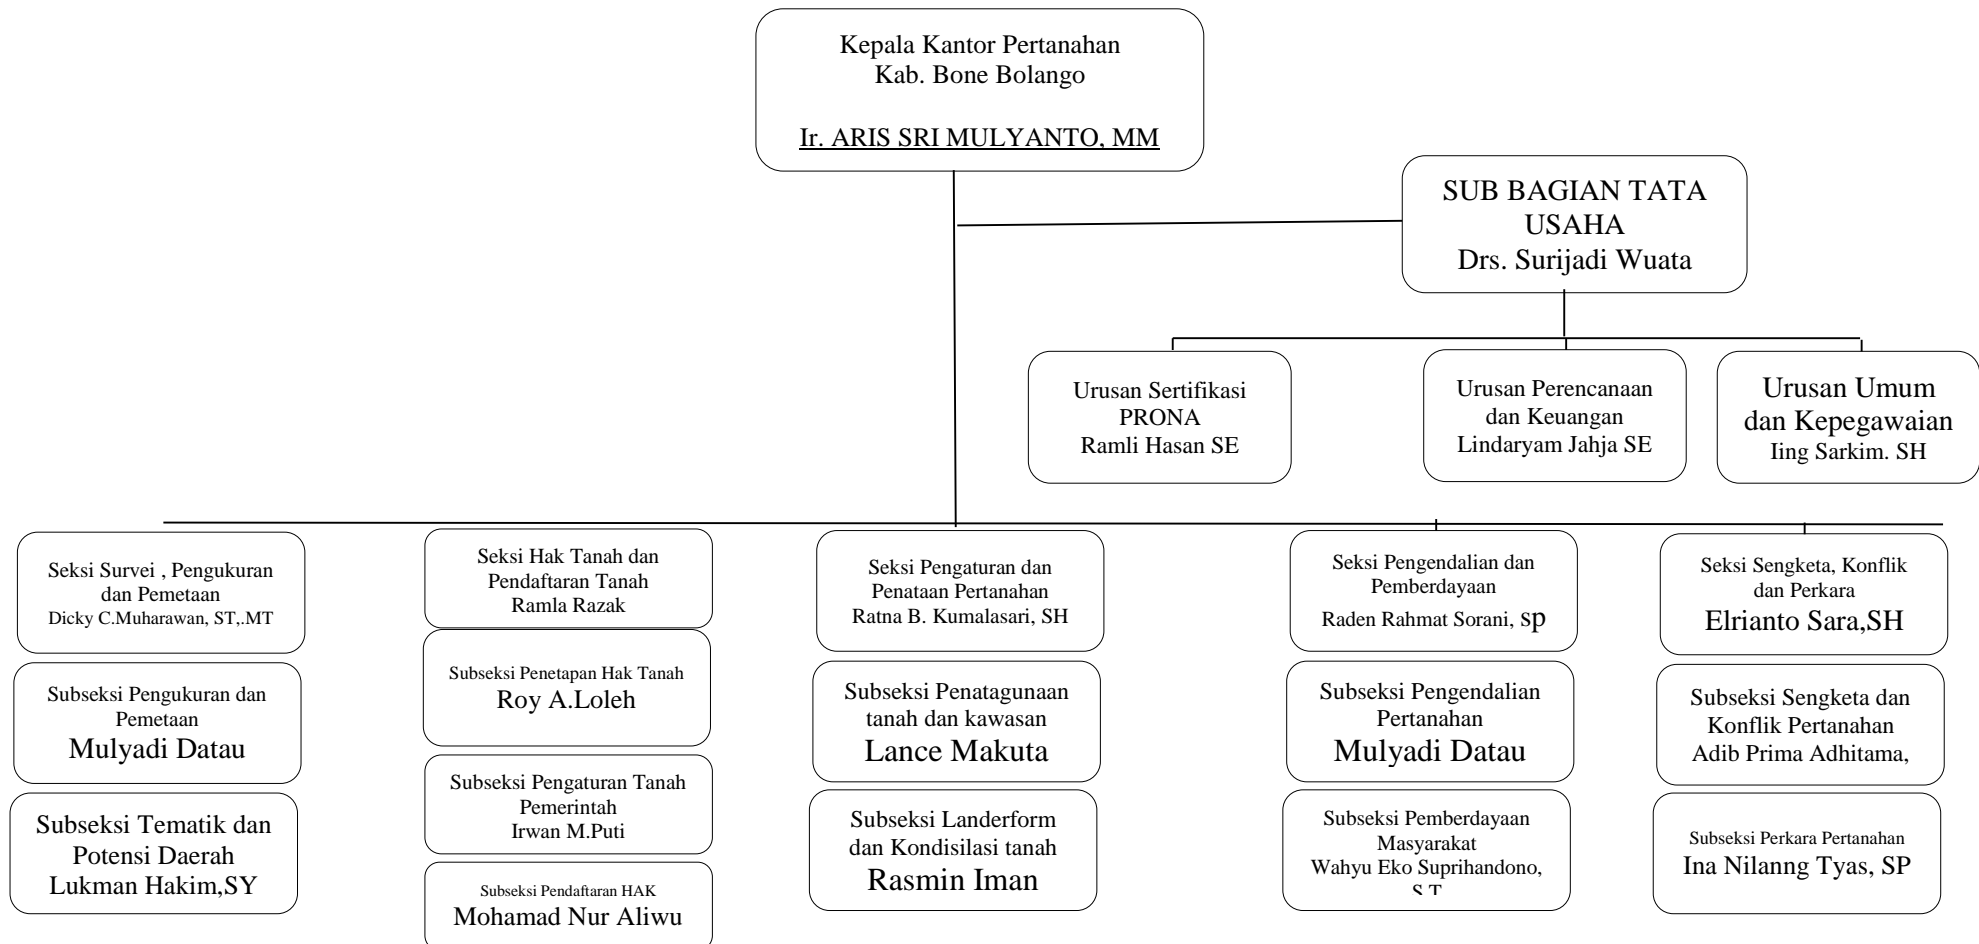 Kepala Kantor Pertanahan
Kab. Bone Bolango
Ir. ARIS SRI MULYANTO, MM
SUB BAGIAN TATA
USAHA
Drs. Surijadi Wuata
Urusan Sertifikasi
PRONA
Ramli Hasan SE
Urusan Perencanaan
dan Keuangan
Lindaryam Jahja SE
Urusan Umum
dan Kepegawaian
Iing Sarkim. SH
Seksi Survei , Pengukuran
dan Pemetaan
Dicky C.Muharawan, ST,.MT
Subseksi Pengukuran dan
Pemetaan
Mulyadi Datau
Subseksi Tematik dan
Potensi Daerah
Lukman Hakim,SY
Seksi Hak Tanah dan
Pendaftaran Tanah
Ramla Razak
Subseksi Penetapan Hak Tanah
Roy A.Loleh
Subseksi Pengaturan Tanah
Pemerintah
Irwan M.Puti
Subseksi Pendaftaran HAK
Mohamad Nur Aliwu
Seksi Pengaturan dan
Penataan Pertanahan
Ratna B. Kumalasari, SH
Subseksi Penatagunaan
tanah dan kawasan
Lance Makuta
Subseksi Landerform
dan Kondisilasi tanah
Rasmin Iman
Seksi Pengendalian dan
Pemberdayaan
Raden Rahmat Sorani, sp
Subseksi Pengendalian
Pertanahan
Mulyadi Datau
Subseksi Pemberdayaan
Masyarakat
Wahyu Eko Suprihandono,
S.T
Seksi Sengketa, Konflik
dan Perkara
Elrianto Sara,SH
Subseksi Sengketa dan
Konflik Pertanahan
Adib Prima Adhitama,
Subseksi Perkara Pertanahan
Ina Nilanng Tyas, SP